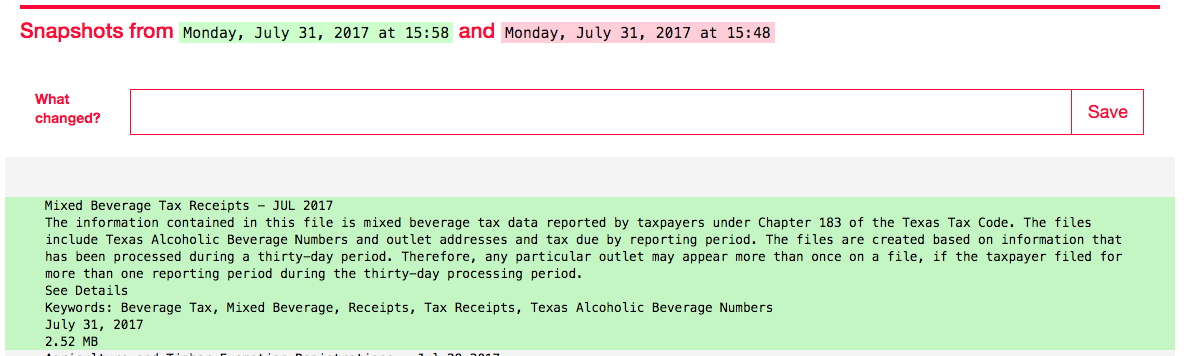 Snapshots from Monday, July 31, 2017 at 15:58 and Monday, July 31, 2017 at 15:48
What
changed?
Save
Mixed Beverage Tax Receipts - JUL 2017
The information contained in this file is mixed beverage tax data reported by taxpayers under Chapter 183 of the Texas Tax Code. The files
include Texas Alcoholic Beverage Numbers and outlet addresses and tax due by reporting period. The files are created based on information that
has been processed during a thirty-day period. Therefore, any particular outlet may appear more than once on a file, if the taxpayer filed for
more than one reporting period during the thirty-day processing period.
See Details
Keywords: Beverage Tax, Mixed Beverage, Receipts, Tax Receipts, Texas Alcoholic Beverage Numbers
July 31, 2017
2.52 MB